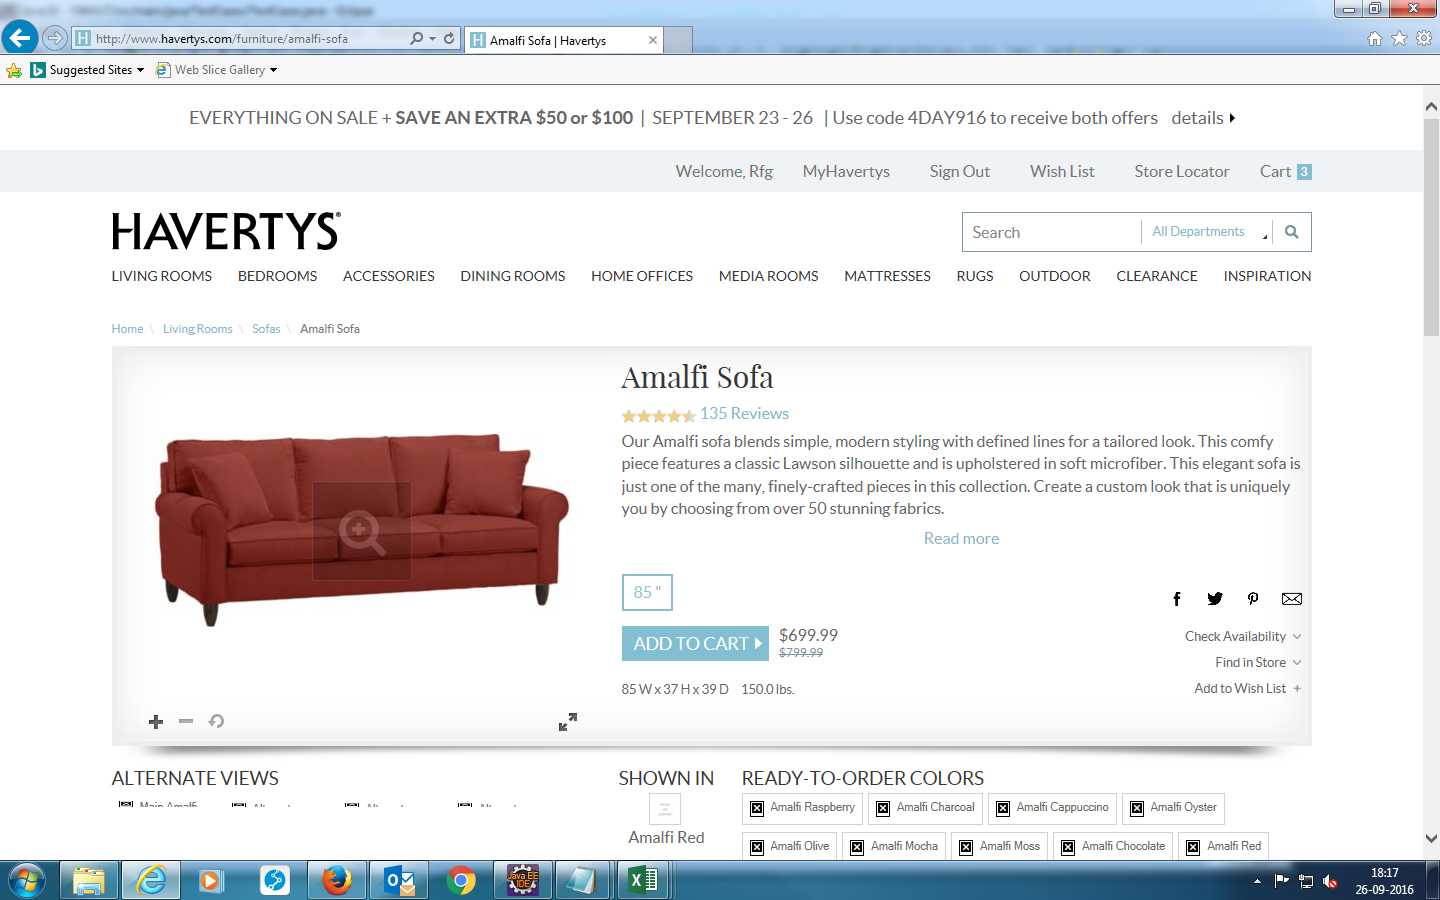 http://www.havertys.com/furniture/amalfi-sofa
Amalfi Sofa | Havertys
Suggested Sites
Web Slice Gallery
EVERYTHING ON SALE + SAVE AN EXTRA $50 or $100 | SEPTEMBER 23 - 26 | Use code 4DAY916 to receive both offers details
Welcome, Rfg MyHavertys Sign Out Wish List Store Locator Cart 3
HAVERTYS
Search All Departments
LIVING ROOMS BEDROOMS ACCESSORIES DINING ROOMS HOME OFFICES MEDIA ROOMS MATTRESSES RUGS OUTDOOR CLEARANCE INSPIRATION
Home \ Living Rooms \ Sofas \ Amalfi Sofa
Amalfi Sofa
135 Reviews
Our Amalfi sofa blends simple, modern styling with defined lines for a tailored look. This comfy
piece features a classic Lawson silhouette and is upholstered in soft microfiber. This elegant sofa is
just one of the many, finely-crafted pieces in this collection. Create a custom look that is uniquely
you by choosing from over 50 stunning fabrics.
Read more
85 "
ADD TO CART
$699.99
$799.99
85 W x 37 H x 39 D 150.0 lbs.
Check Availability
Find in Store
Add to Wish List +
ALTERNATE VIEWS
Main Amalfi
SHOWN IN
Amalfi Red
READY-TO-ORDER COLORS
Amalfi Raspberry Amalfi Charcoal Amalfi Cappuccino Amalfi Oyster
Amalfi Olive Amalfi Mocha Amalfi Moss Amalfi Chocolate Amalfi Red
Java EE
IDE
18:17
26-09-2016